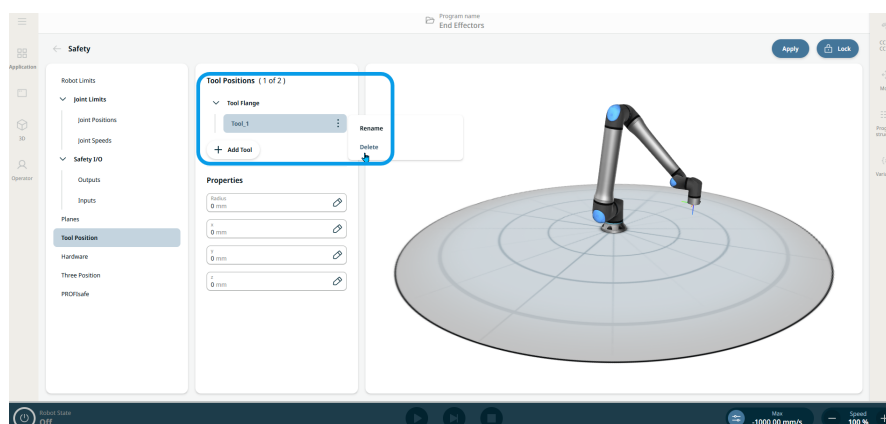 Program name
End Effectors
Safety
Apply
Lock
Application
3D
Operator
Robot Limits
Joint Limits
Joint Positions
Joint Speeds
Safety I/O
Outputs
Inputs
Planes
Tool Position
Hardware
Three Position
PROFIsafe
Tool Positions ( 1 of 2 )
Tool Flange
Tool_1
Add Tool
Rename
Delete
Properties
Radius
0 mm
0 mm
0 mm
0 mm
Robot State
Off
Max
-1000.00 mm/s
Speed
100 %